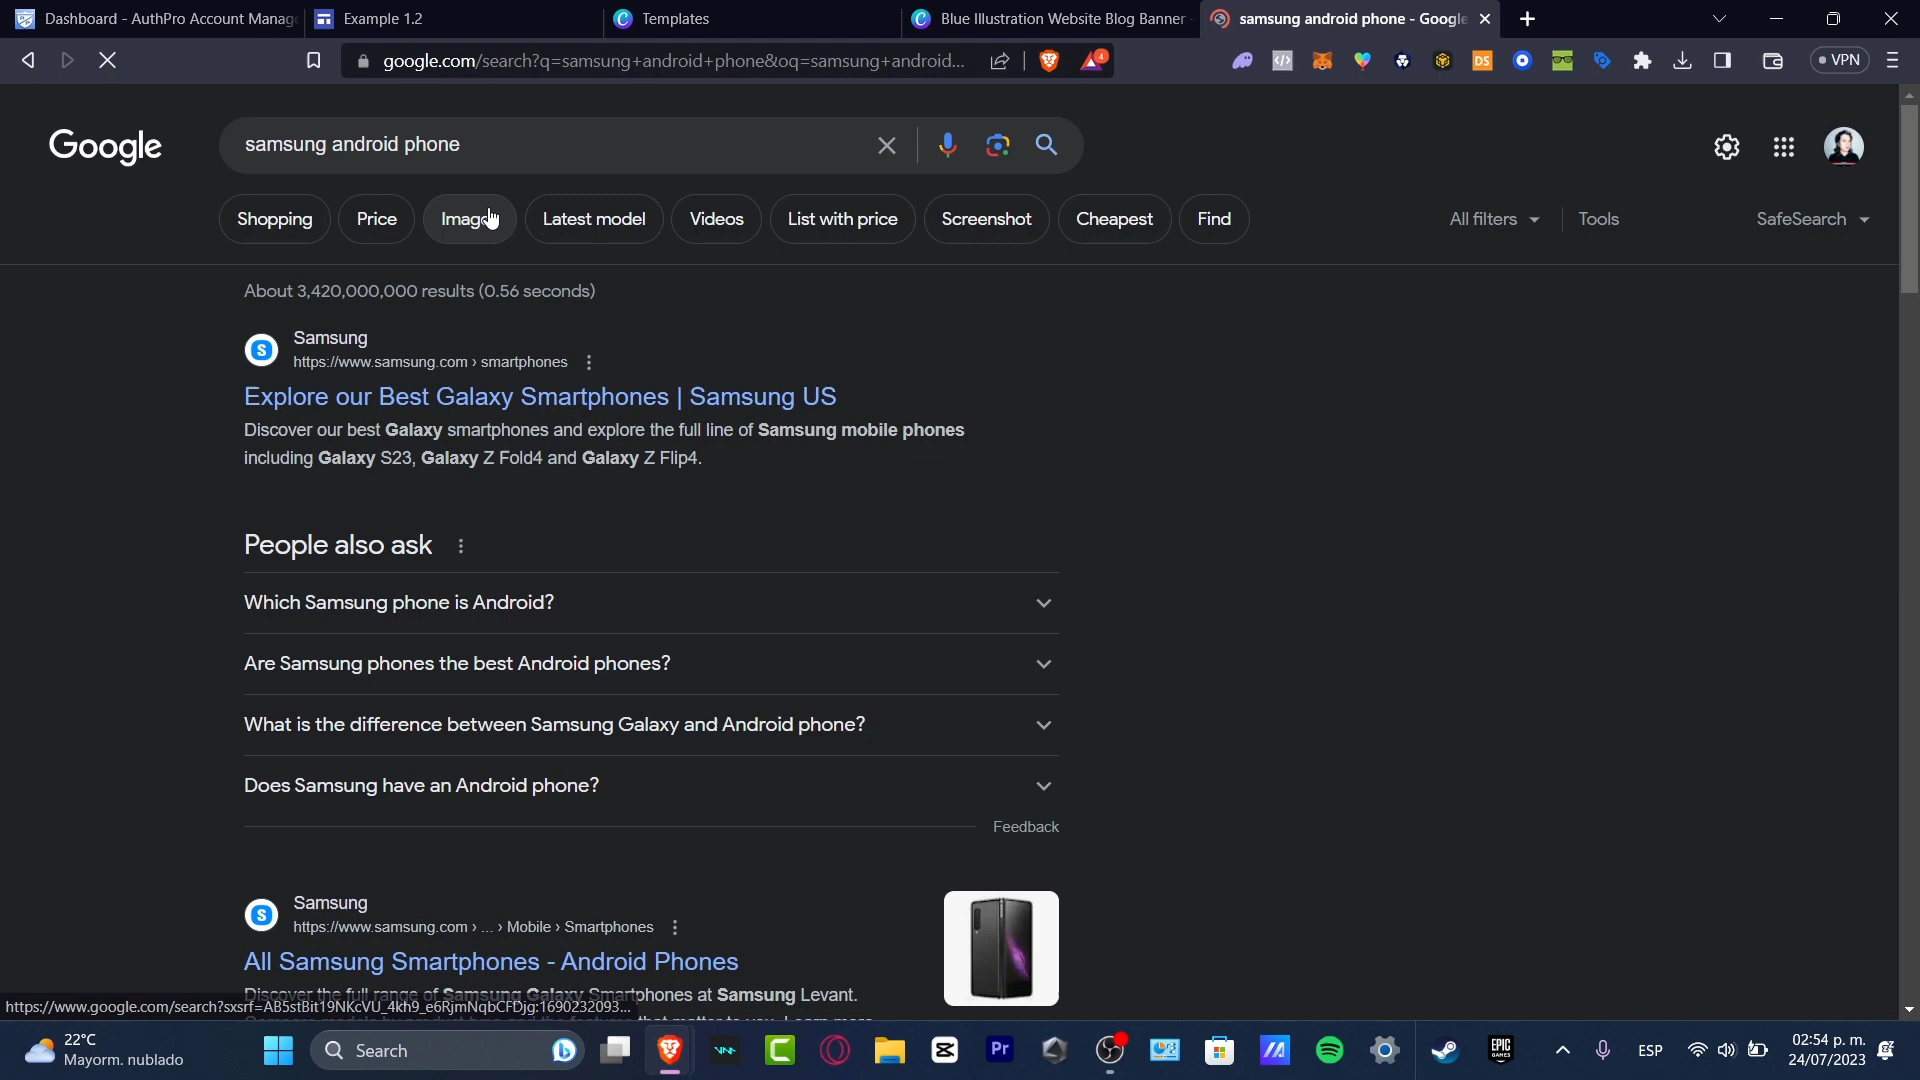 Dashboard - AuthPro Account Manag
Example 1.2
Templates
Blue Illustration Website Blog Banner -
samsung android phone - Google
google.com/search?q=samsung+android+phone&oq=samsung+android...
4
DS
VPN
Google
samsung android phone
Shopping
Price
Images
Latest model
Videos
List with price
Screenshot
Cheapest
Find
All filters
Tools
SafeSearch
About 3,420,000,000 results (0.56 seconds)
Samsung
https://www.samsung.com › smartphones
Explore our Best Galaxy Smartphones | Samsung US
Discover our best Galaxy smartphones and explore the full line of Samsung mobile phones
including Galaxy S23, Galaxy Z Fold4 and Galaxy Z Flip4.
People also ask
Which Samsung phone is Android?
Are Samsung phones the best Android phones?
What is the difference between Samsung Galaxy and Android phone?
Does Samsung have an Android phone?
Feedback
Samsung
https://www.samsung.com › ... › Mobile › Smartphones
All Samsung Smartphones - Android Phones
Discover the full range of Samsung Galaxy Smartphones at Samsung Levant.
https://www.google.com/search?sxsrf=AB5stBit19NKcVU_4kh9_e6RjmNqbCFDjg:1690232093...
22°C
Mayorm. nublado
Search
Pr
EPIC
GAMES
ESP
02:54 p. m.
24/07/2023